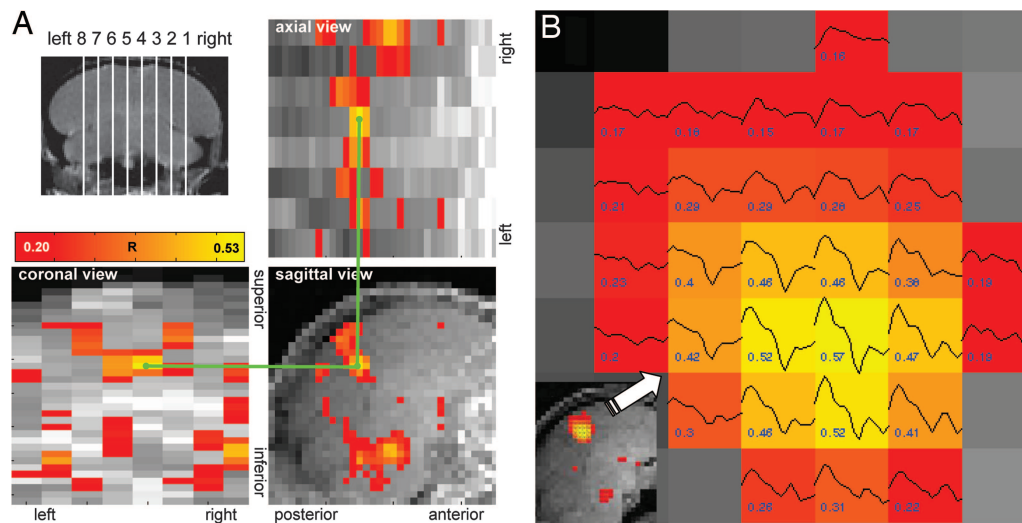 A
left 8 7 6 5 4 3 2 1 right
axial view
right
left
0.20 R 0.53
coronal view
superior
inferior
left right
sagittal view
posterior anterior
B
0.16
0.17 0.16 0.15 0.17 0.17
0.21 0.29 0.29 0.28 0.25
0.23 0.4 0.46 0.46 0.38 0.19
0.2 0.42 0.52 0.57 0.47 0.19
0.3 0.46 0.52 0.41
0.26 0.31 0.22